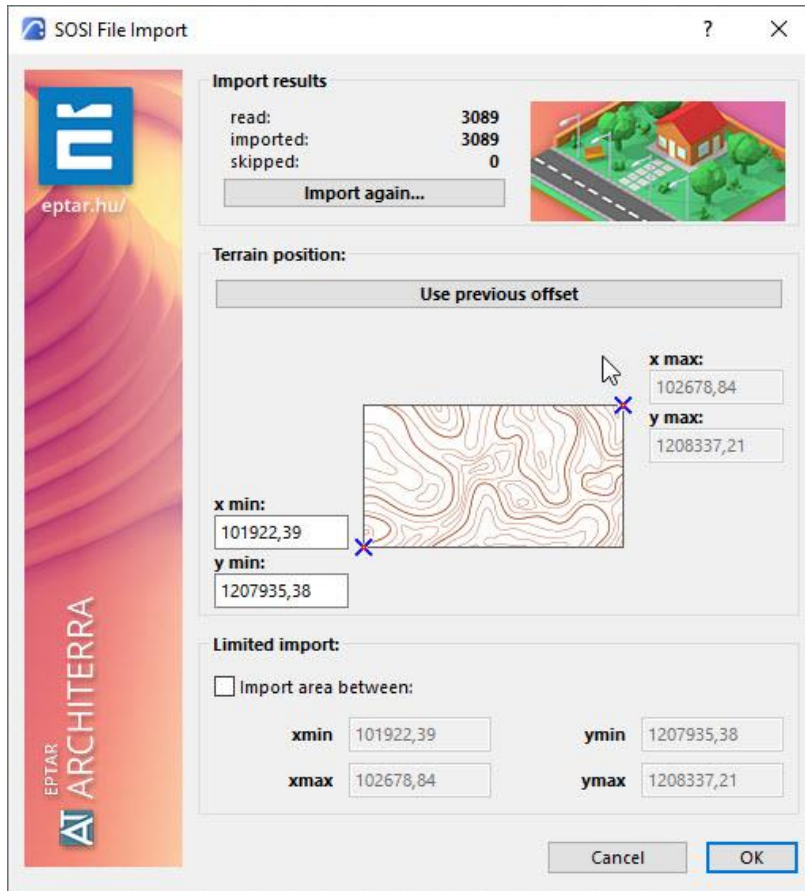 SOSI File Import
?
eptar.hu/
EPTAR
ARCHITERRA
AT
Import results
read: 3089
imported: 3089
skipped: 0
Import again...
Terrain position:
Use previous offset
x max:
102678,84
y max:
1208337,21
x min:
101922,39
y min:
1207935,38
Limited import:
Import area between:
xmin 101922,39 ymin 1207935,38
xmax 102678,84 ymax 1208337,21
Cancel OK